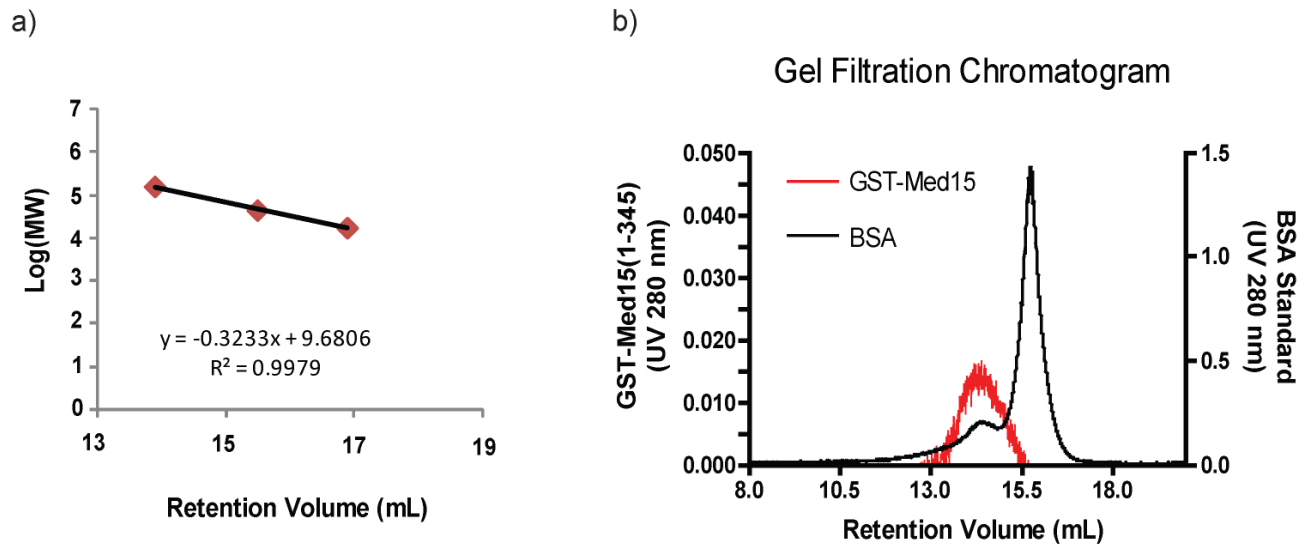 a)
7
6
5
4
3
2
1
0
Log(MW)
y = -0.3233x + 9.6806
R² = 0.9979
13
15
17
19
Retention Volume (mL)
b)
Gel Filtration Chromatogram
GST-Med15(1-345)
(UV 280 nm)
0.050
0.040
0.030
0.020
0.010
0.000
GST-Med15
BSA
1.5
1.0
0.5
0.0
BSA Standard
(UV 280 nm)
8.0
10.5
13.0
15.5
18.0
Retention Volume (mL)